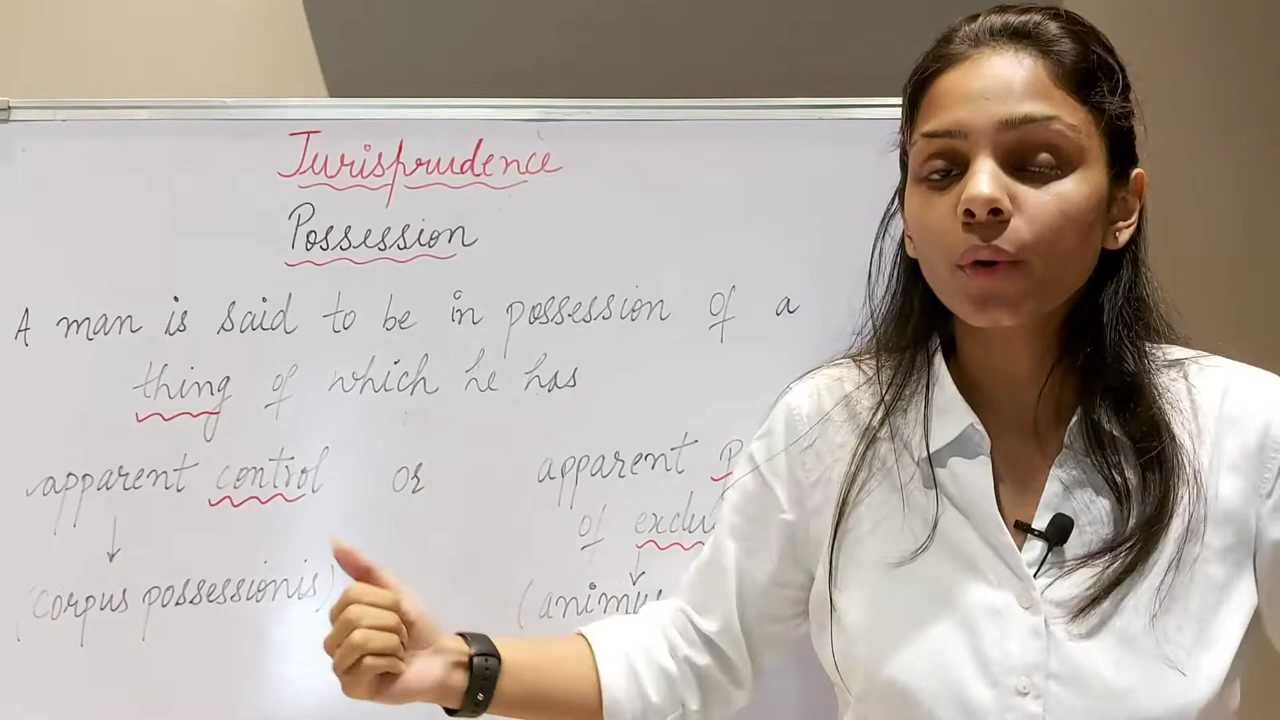 Jurisprudence
Possession
A man is said to be in possession of a
thing of which he has
apparent control or apparent
of
(corpus possessionis) (animus